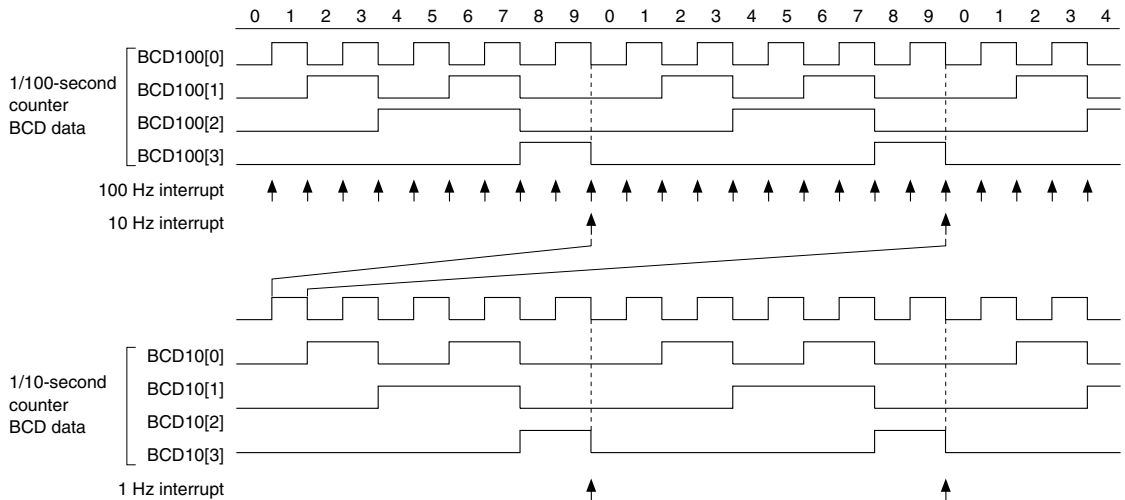 0 1 2 3 4 5 6 7 8 9 0 1 2 3 4 5 6 7 8 9 0 1 2 3 4
1/100-second
counter
BCD data
BCD100[0]
BCD100[1]
BCD100[2]
BCD100[3]
100 Hz interrupt
10 Hz interrupt
1/10-second
counter
BCD data
BCD10[0]
BCD10[1]
BCD10[2]
BCD10[3]
1 Hz interrupt